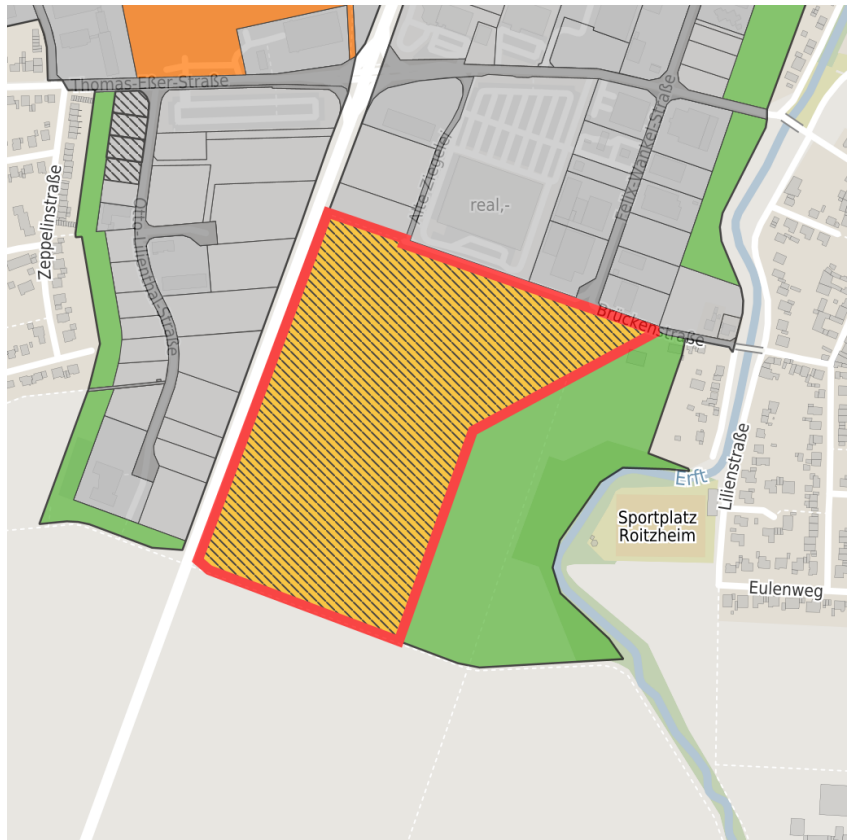 Thomas-Eßer-Straße
Zeppelinstraße
Otto-Lilienthal-Straße
Alte-Ziegelei
real,-
Felix-Wankel-Straße
Brückenstraße
Erft
Lilienstraße
Sportplatz
Roitzheim
Eulenweg